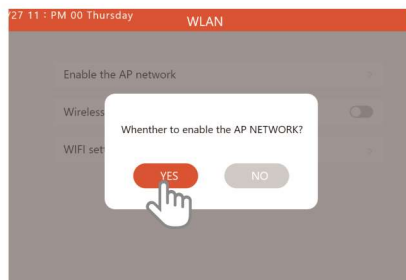 /27 11 : PM 00 Thursday
WLAN
Enable the AP network
Wireless
Whenther to enable the AP NETWORK?
WIFI set
YES
NO